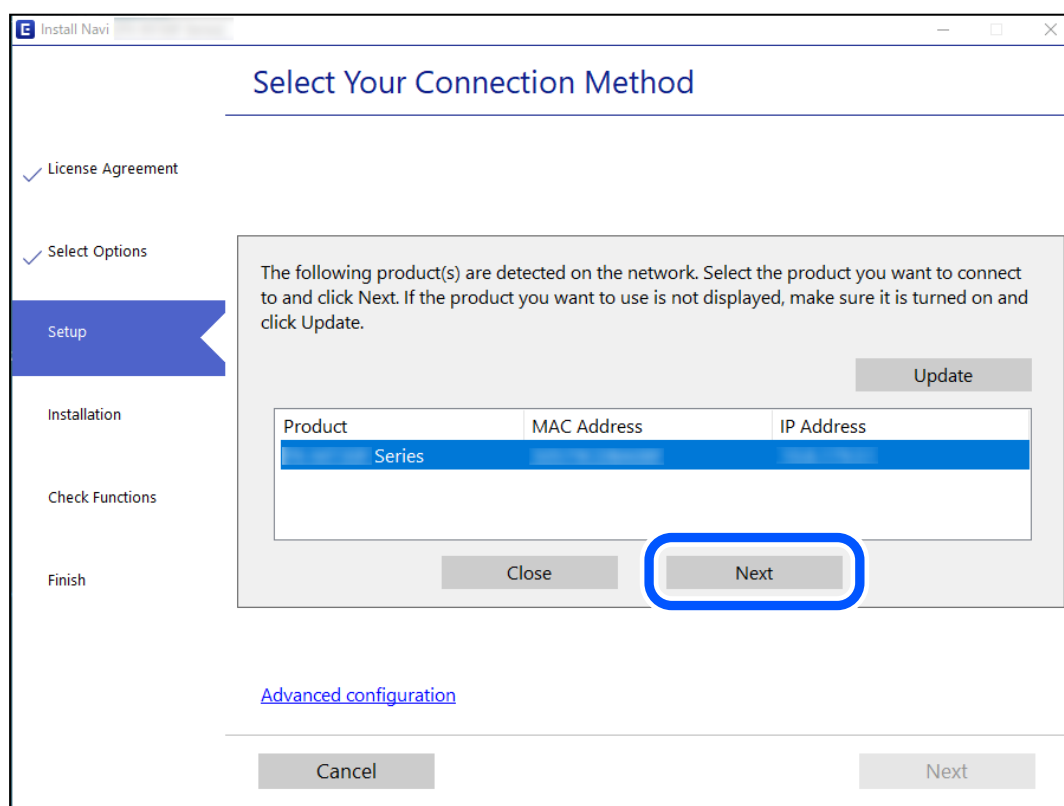 E Install Navi
Select Your Connection Method
License Agreement
Select Options
Setup
Installation
Check Functions
Finish
The following product(s) are detected on the network. Select the product you want to connect
to and click Next. If the product you want to use is not displayed, make sure it is turned on and
click Update.
Update
Product MAC Address IP Address
Series
Close Next
Advanced configuration
Cancel Next